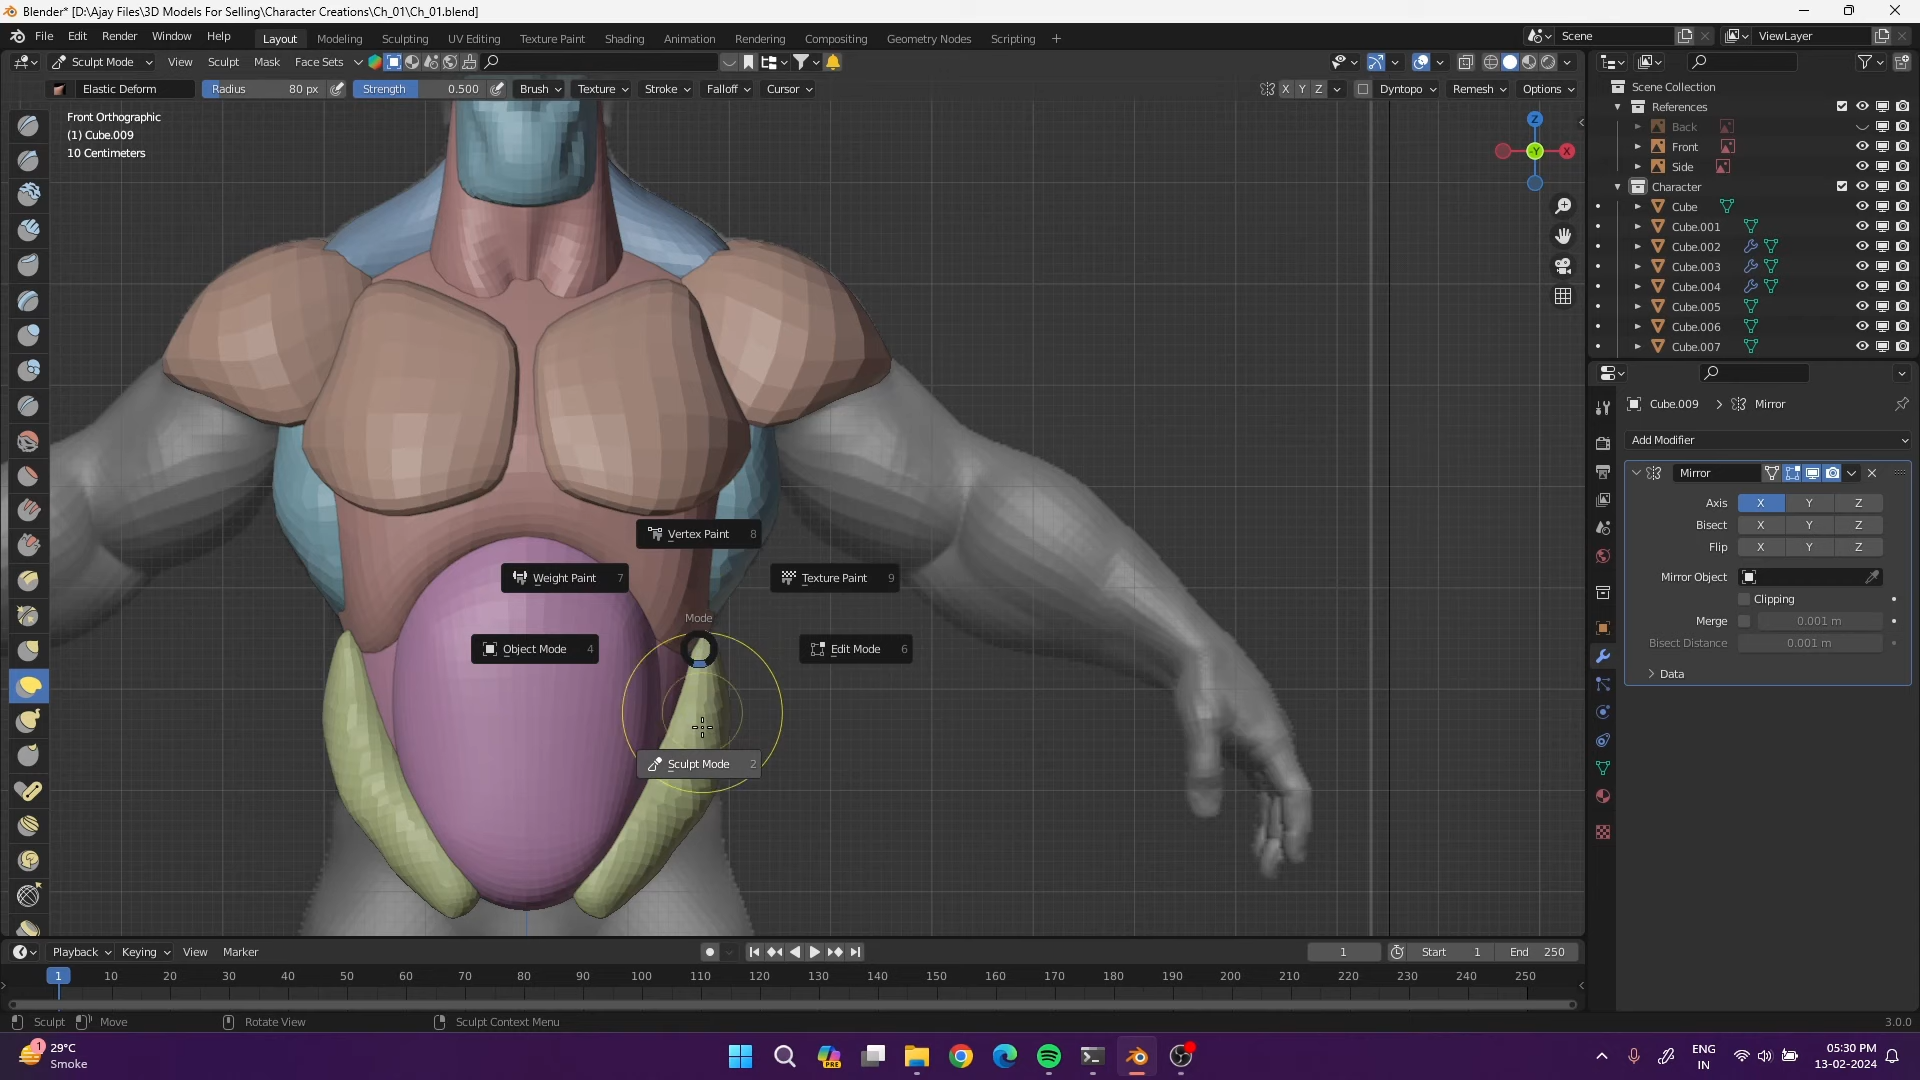 Blender* [D:\Ajay Files\3D Models For Selling\Character Creations\Ch_01\Ch_01.blend]
File Edit Render Window Help Layout Modeling Sculpting UV Editing Texture Paint Shading Animation Rendering Compositing Geometry Nodes Scripting + Scene ViewLayer
Sculpt Mode View Sculpt Mask Face Sets
Elastic Deform Radius 80 px Strength 0.500 Brush Texture Stroke Falloff Cursor X Y Z Dyntopo Remesh Options
Front Orthographic
(1) Cube.009
10 Centimeters
Z
-Y X
Scene Collection
References
Back
Front
Side
Character
Cube
Cube.001
Cube.002
Cube.003
Cube.004
Cube.005
Cube.006
Cube.007
Cube.009 > Mirror
Add Modifier
Mirror
Axis X Y Z
Bisect X Y Z
Flip X Y Z
Mirror Object
Clipping
Merge 0.001 m
Bisect Distance 0.001 m
Data
Vertex Paint 8
Weight Paint 7
Texture Paint 9
Mode
Object Mode 4
Edit Mode 6
Sculpt Mode 2
Playback Keying View Marker 1 Start 1 End 250
1 10 20 30 40 50 60 70 80 90 100 110 120 130 140 150 160 170 180 190 200 210 220 230 240 250
Sculpt Move Rotate View Sculpt Context Menu 3.0.0
1 29°C
Smoke
PRE
ENG
IN
05:30 PM
13-02-2024